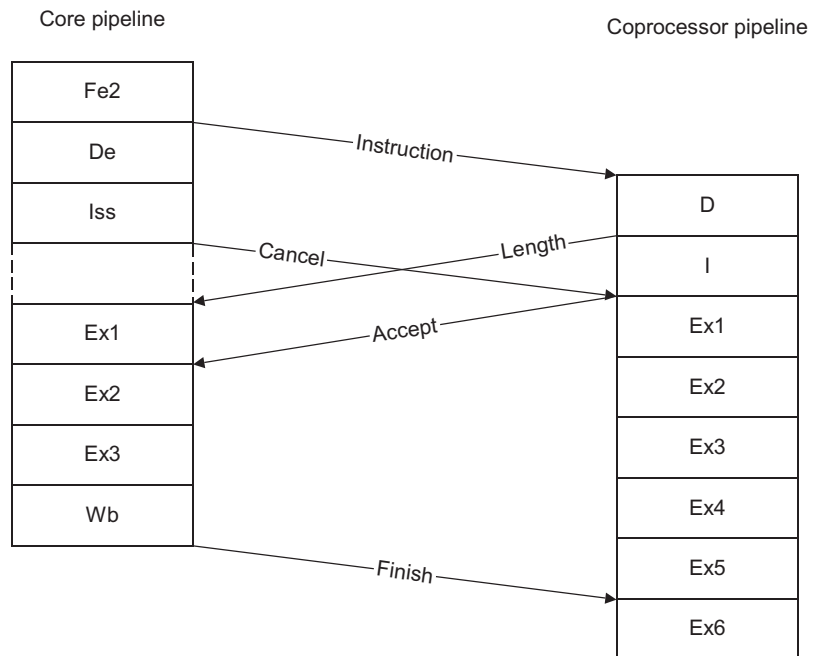 Core pipeline
Coprocessor pipeline
Fe2
De
Iss
Ex1
Ex2
Ex3
Wb
Instruction
Cancel
Length
Accept
Finish
D
I
Ex1
Ex2
Ex3
Ex4
Ex5
Ex6